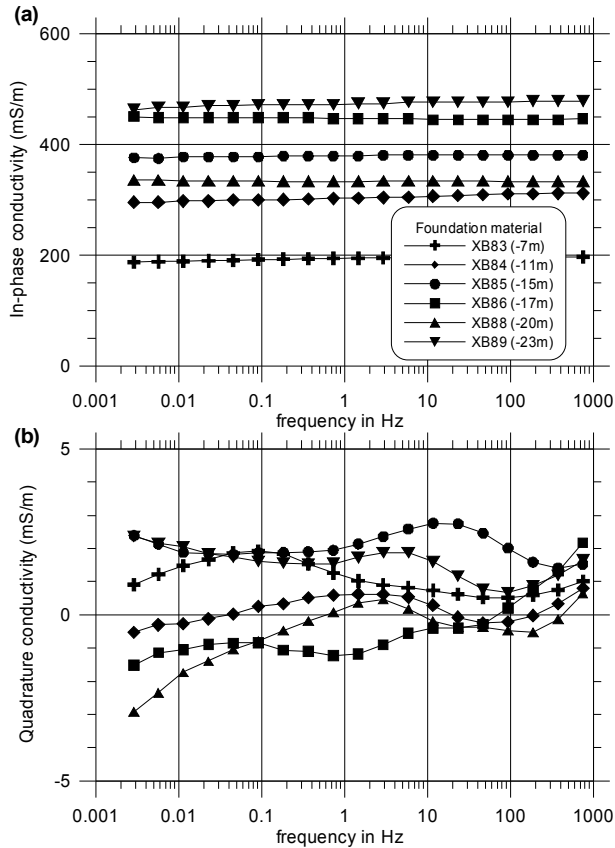 (a)
600
400
200
0
In-phase conductivity (mS/m)
Foundation material
XB83 (-7m)
XB84 (-11m)
XB85 (-15m)
XB86 (-17m)
XB88 (-20m)
XB89 (-23m)
0.001 0.01 0.1 1 10 100 1000
frequency in Hz
(b)
5
0
-5
Quadrature conductivity (mS/m)
0.001 0.01 0.1 1 10 100 1000
frequency in Hz